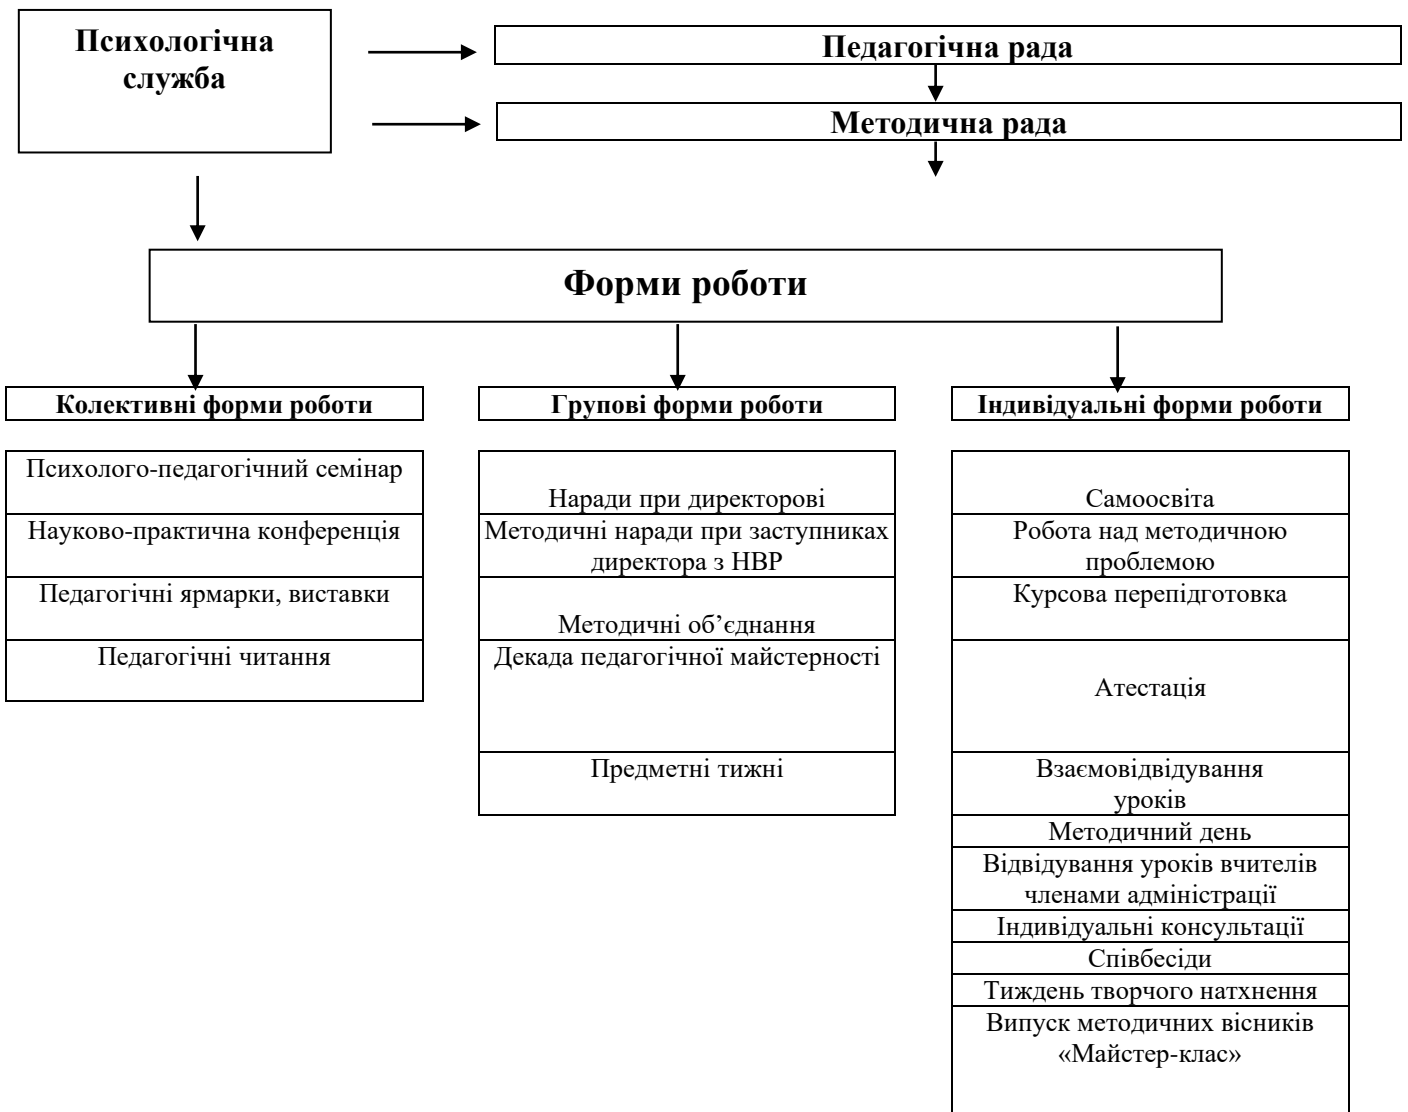 Психологічна
служба
Педагогічна рада
Методична рада
Форми роботи
Колективні форми роботи
Психолого-педагогічний семінар
Науково-практична конференція
Педагогічні ярмарки, виставки
Педагогічні читання
Групові форми роботи
Наради при директорові
Методичні наради при заступниках
директора з НВР
Методичні об’єднання
Декада педагогічної майстерності
Предметні тижні
Індивідуальні форми роботи
Самоосвіта
Робота над методичною
проблемою
Курсова перепідготовка
Атестація
Взаємовідвідування
уроків
Методичний день
Відвідування уроків вчителів
членами адміністрації
Індивідуальні консультації
Співбесіди
Тиждень творчого натхнення
Випуск методичних вісників
«Майстер-клас»